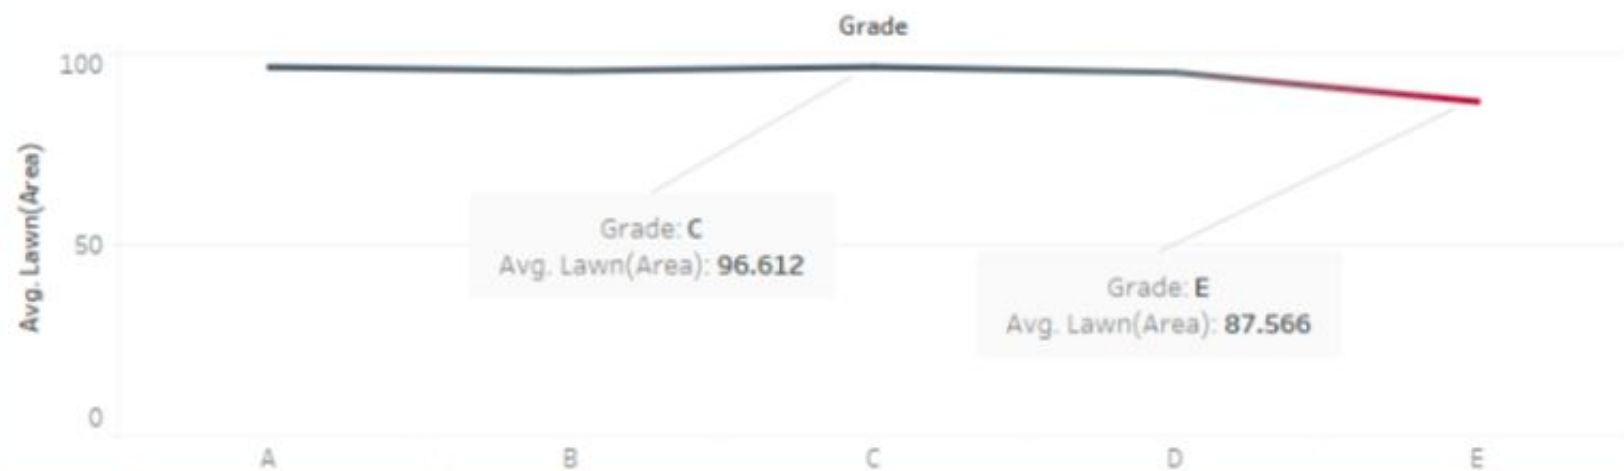 Grade
100
50
0
Avg. Lawn(Area)
Grade: C
Avg. Lawn(Area): 96.612
Grade: E
Avg. Lawn(Area): 87.566
A B C D E